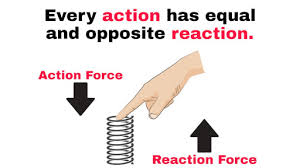 Every action has equal
and opposite reaction.
Action Force
Reaction Force